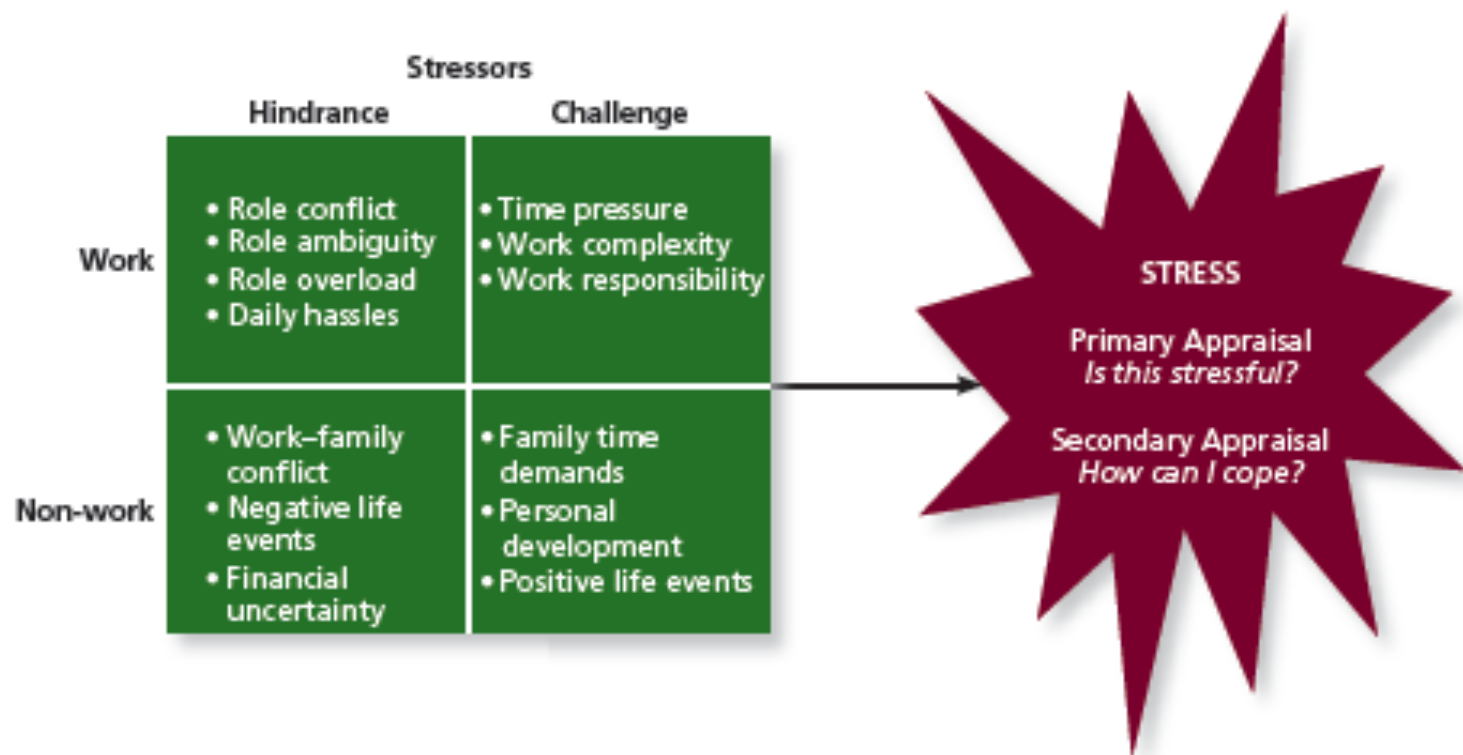 Stressors
Hindrance
Challenge
Work
• Role conflict
• Role ambiguity
• Role overload
• Daily hassles
• Time pressure
• Work complexity
• Work responsibility
Non-work
• Work–family
conflict
• Negative life
events
• Financial
uncertainty
• Family time
demands
• Personal
development
• Positive life events
STRESS
Primary Appraisal
Is this stressful?
Secondary Appraisal
How can I cope?